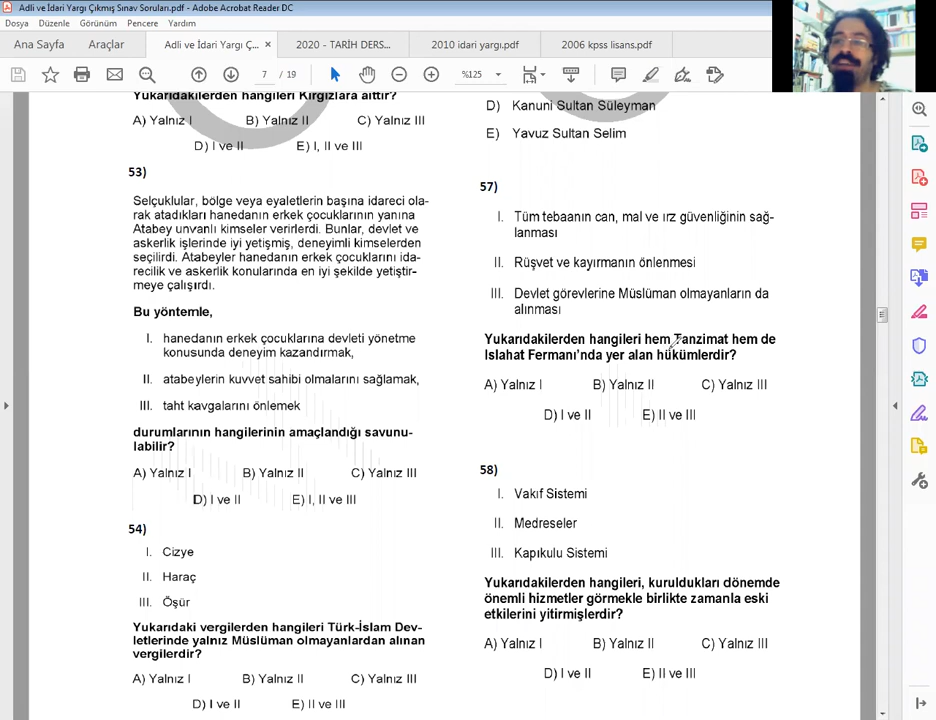 Adli ve İdari Yargı Çıkmış Sınav Soruları.pdf - Adobe Acrobat Reader DC
Dosya Düzenle Görünüm Pencere Yardım
Ana Sayfa Araçlar Adli ve İdari Yargı Ç... × 2020 - TARİH DERS... 2010 idari yargı.pdf 2006 kpss lisans.pdf
7 / 19 %125
Yukarıdakilerden hangileri Kırgızlara aittir?
A) Yalnız I B) Yalnız II C) Yalnız III
D) I ve II E) I, II ve III
53)
Selçuklular, bölge veya eyaletlerin başına idareci ola-
rak atadıkları hanedanın erkek çocuklarının yanına
Atabey unvanlı kimseler verirlerdi. Bunlar, devlet ve
askerlik işlerinde iyi yetişmiş, deneyimli kimselerden
seçilirdi. Atabeyler hanedanın erkek çocuklarını ida-
recilik ve askerlik konularında en iyi şekilde yetiştir-
meye çalışırdı.
Bu yöntemle,
I. hanedanın erkek çocuklarına devleti yönetme
konusunda deneyim kazandırmak,
II. atabeylerin kuvvet sahibi olmalarını sağlamak,
III. taht kavgalarını önlemek
durumlarının hangilerinin amaçlandığı savunu-
labilir?
A) Yalnız I B) Yalnız II C) Yalnız III
D) I ve II E) I, II ve III
54)
I. Cizye
II. Haraç
III. Öşür
Yukarıdaki vergilerden hangileri Türk-İslam Dev-
letlerinde yalnız Müslüman olmayanlardan alınan
vergilerdir?
A) Yalnız I B) Yalnız II C) Yalnız III
D) I ve II E) II ve III
D) Kanuni Sultan Süleyman
E) Yavuz Sultan Selim
57)
I. Tüm tebaanın can, mal ve ırz güvenliğinin sağ-
lanması
II. Rüşvet ve kayırmanın önlenmesi
III. Devlet görevlerine Müslüman olmayanların da
alınması
Yukarıdakilerden hangileri hem Tanzimat hem de
Islahat Fermanı'nda yer alan hükümlerdir?
A) Yalnız I B) Yalnız II C) Yalnız III
D) I ve II E) II ve III
58)
I. Vakıf Sistemi
II. Medreseler
III. Kapıkulu Sistemi
Yukarıdakilerden hangileri, kuruldukları dönemde
önemli hizmetler görmekle birlikte zamanla eski
etkilerini yitirmişlerdir?
A) Yalnız I B) Yalnız II C) Yalnız III
D) I ve II E) II ve III